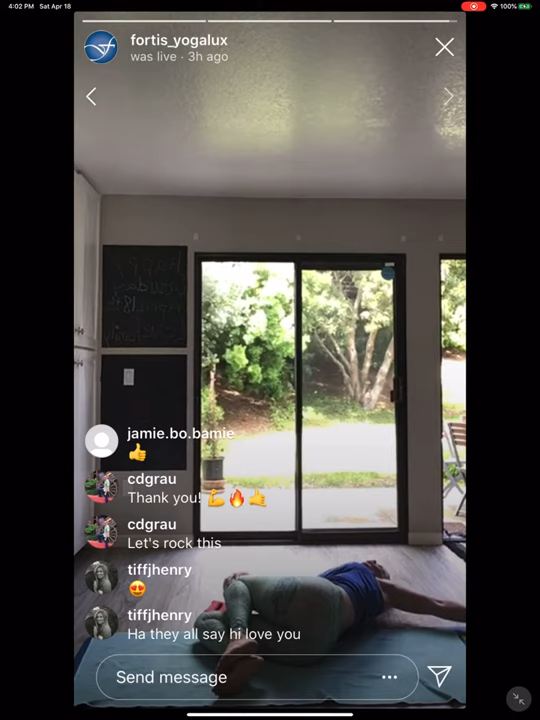 4:02 PM Sat Apr 18
100%
fortis_yogalux
was live · 3h ago
jamie.bo.bamie
👍
cdgrau
Thank you! 💪🔥🤙
cdgrau
Let's rock this
tiffjhenry
😍
tiffjhenry
Ha they all say hi love you
Send message